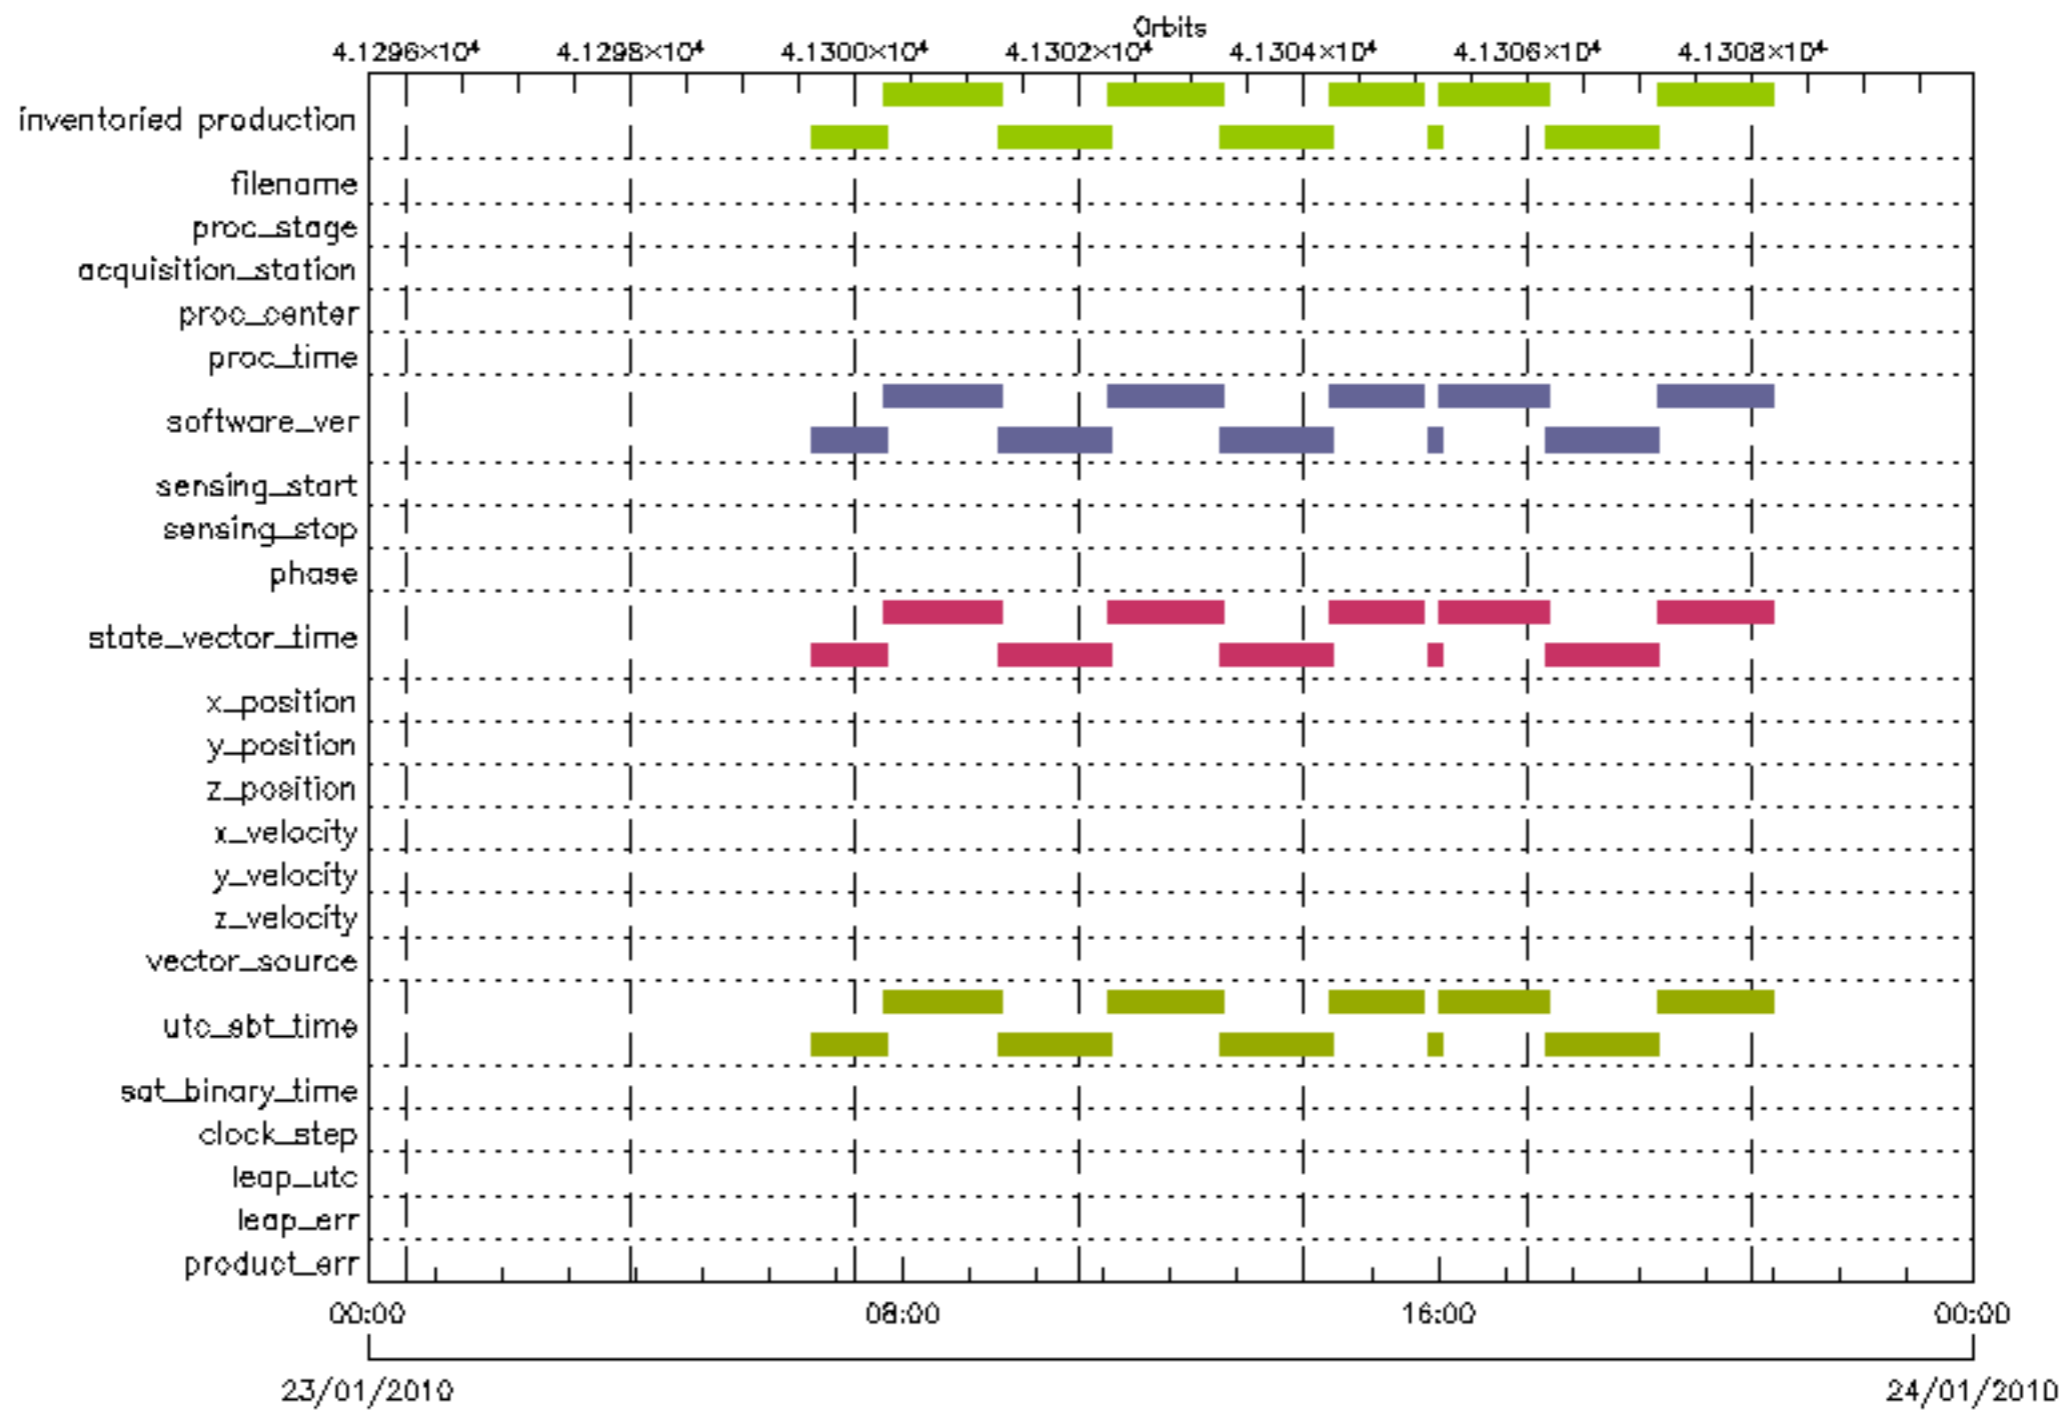 Orbits
4.1296×10⁴ 4.1298×10⁴ 4.1300×10⁴ 4.1302×10⁴ 4.1304×10⁴ 4.1306×10⁴ 4.1308×10⁴
inventoried production
filename
proc_stage
acquisition_station
proc_center
proc_time
software_ver
sensing_start
sensing_stop
phase
state_vector_time
x_position
y_position
z_position
x_velocity
y_velocity
z_velocity
vector_source
utc_sbt_time
sat_binary_time
clock_step
leap_utc
leap_err
product_err
00:00 08:00 16:00 00:00
23/01/2010 24/01/2010